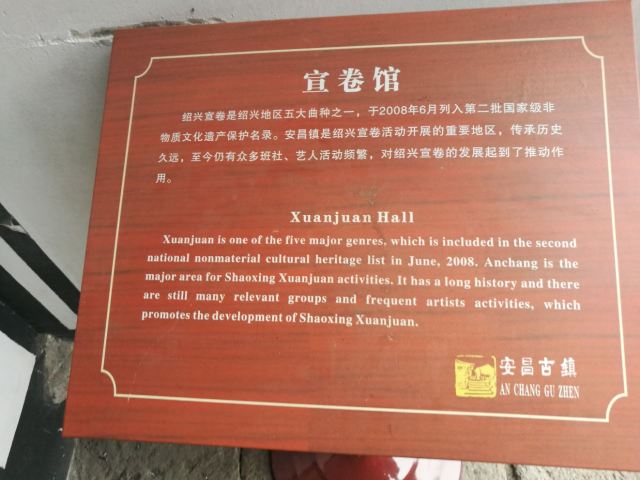 宣卷馆
绍兴宣卷是绍兴地区五大曲种之一，于2008年6月列入第二批国家级非
物质文化遗产保护名录。安昌镇是绍兴宣卷活动开展的重要地区，传承历史
久远，至今仍有众多班社、艺人活动频繁，对绍兴宣卷的发展起到了推动作
用。
Xuanjuan Hall
Xuanjuan is one of the five major genres, which is included in the second
national nonmaterial cultural heritage list in June, 2008. Anchang is the
major area for Shaoxing Xuanjuan activities. It has a long history and there
are still many relevant groups and frequent artists activities, which
promotes the development of Shaoxing Xuanjuan.
安昌古鎮
AN CHANG GU ZHEN